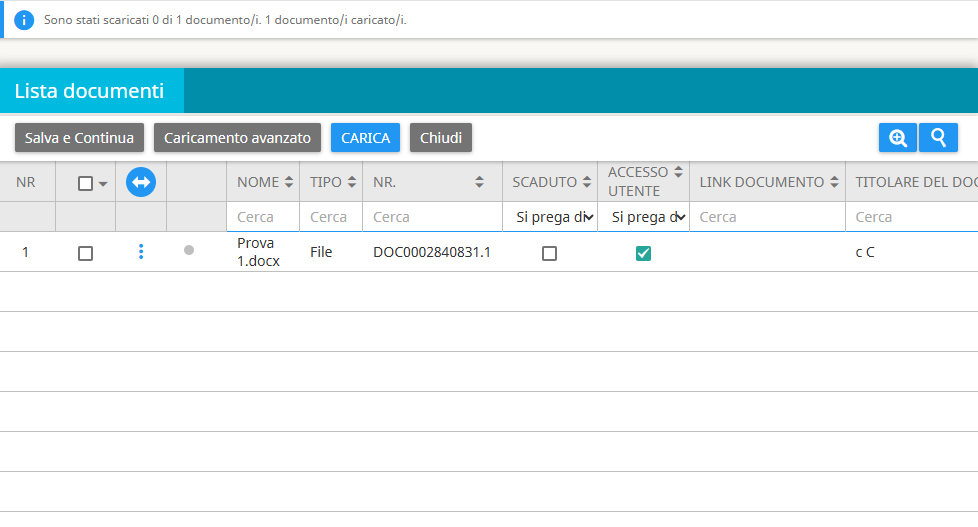 Sono stati scaricati 0 di 1 documento/i. 1 documento/i caricato/i.
Lista documenti
Salva e Continua Caricamento avanzato CARICA Chiudi
NR NOME TIPO NR. SCADUTO ACCESSO UTENTE LINK DOCUMENTO TITOLARE DEL DOC
Cerca Cerca Cerca Si prega di Si prega d Cerca Cerca
1 Prova 1.docx File DOC0002840831.1 c C